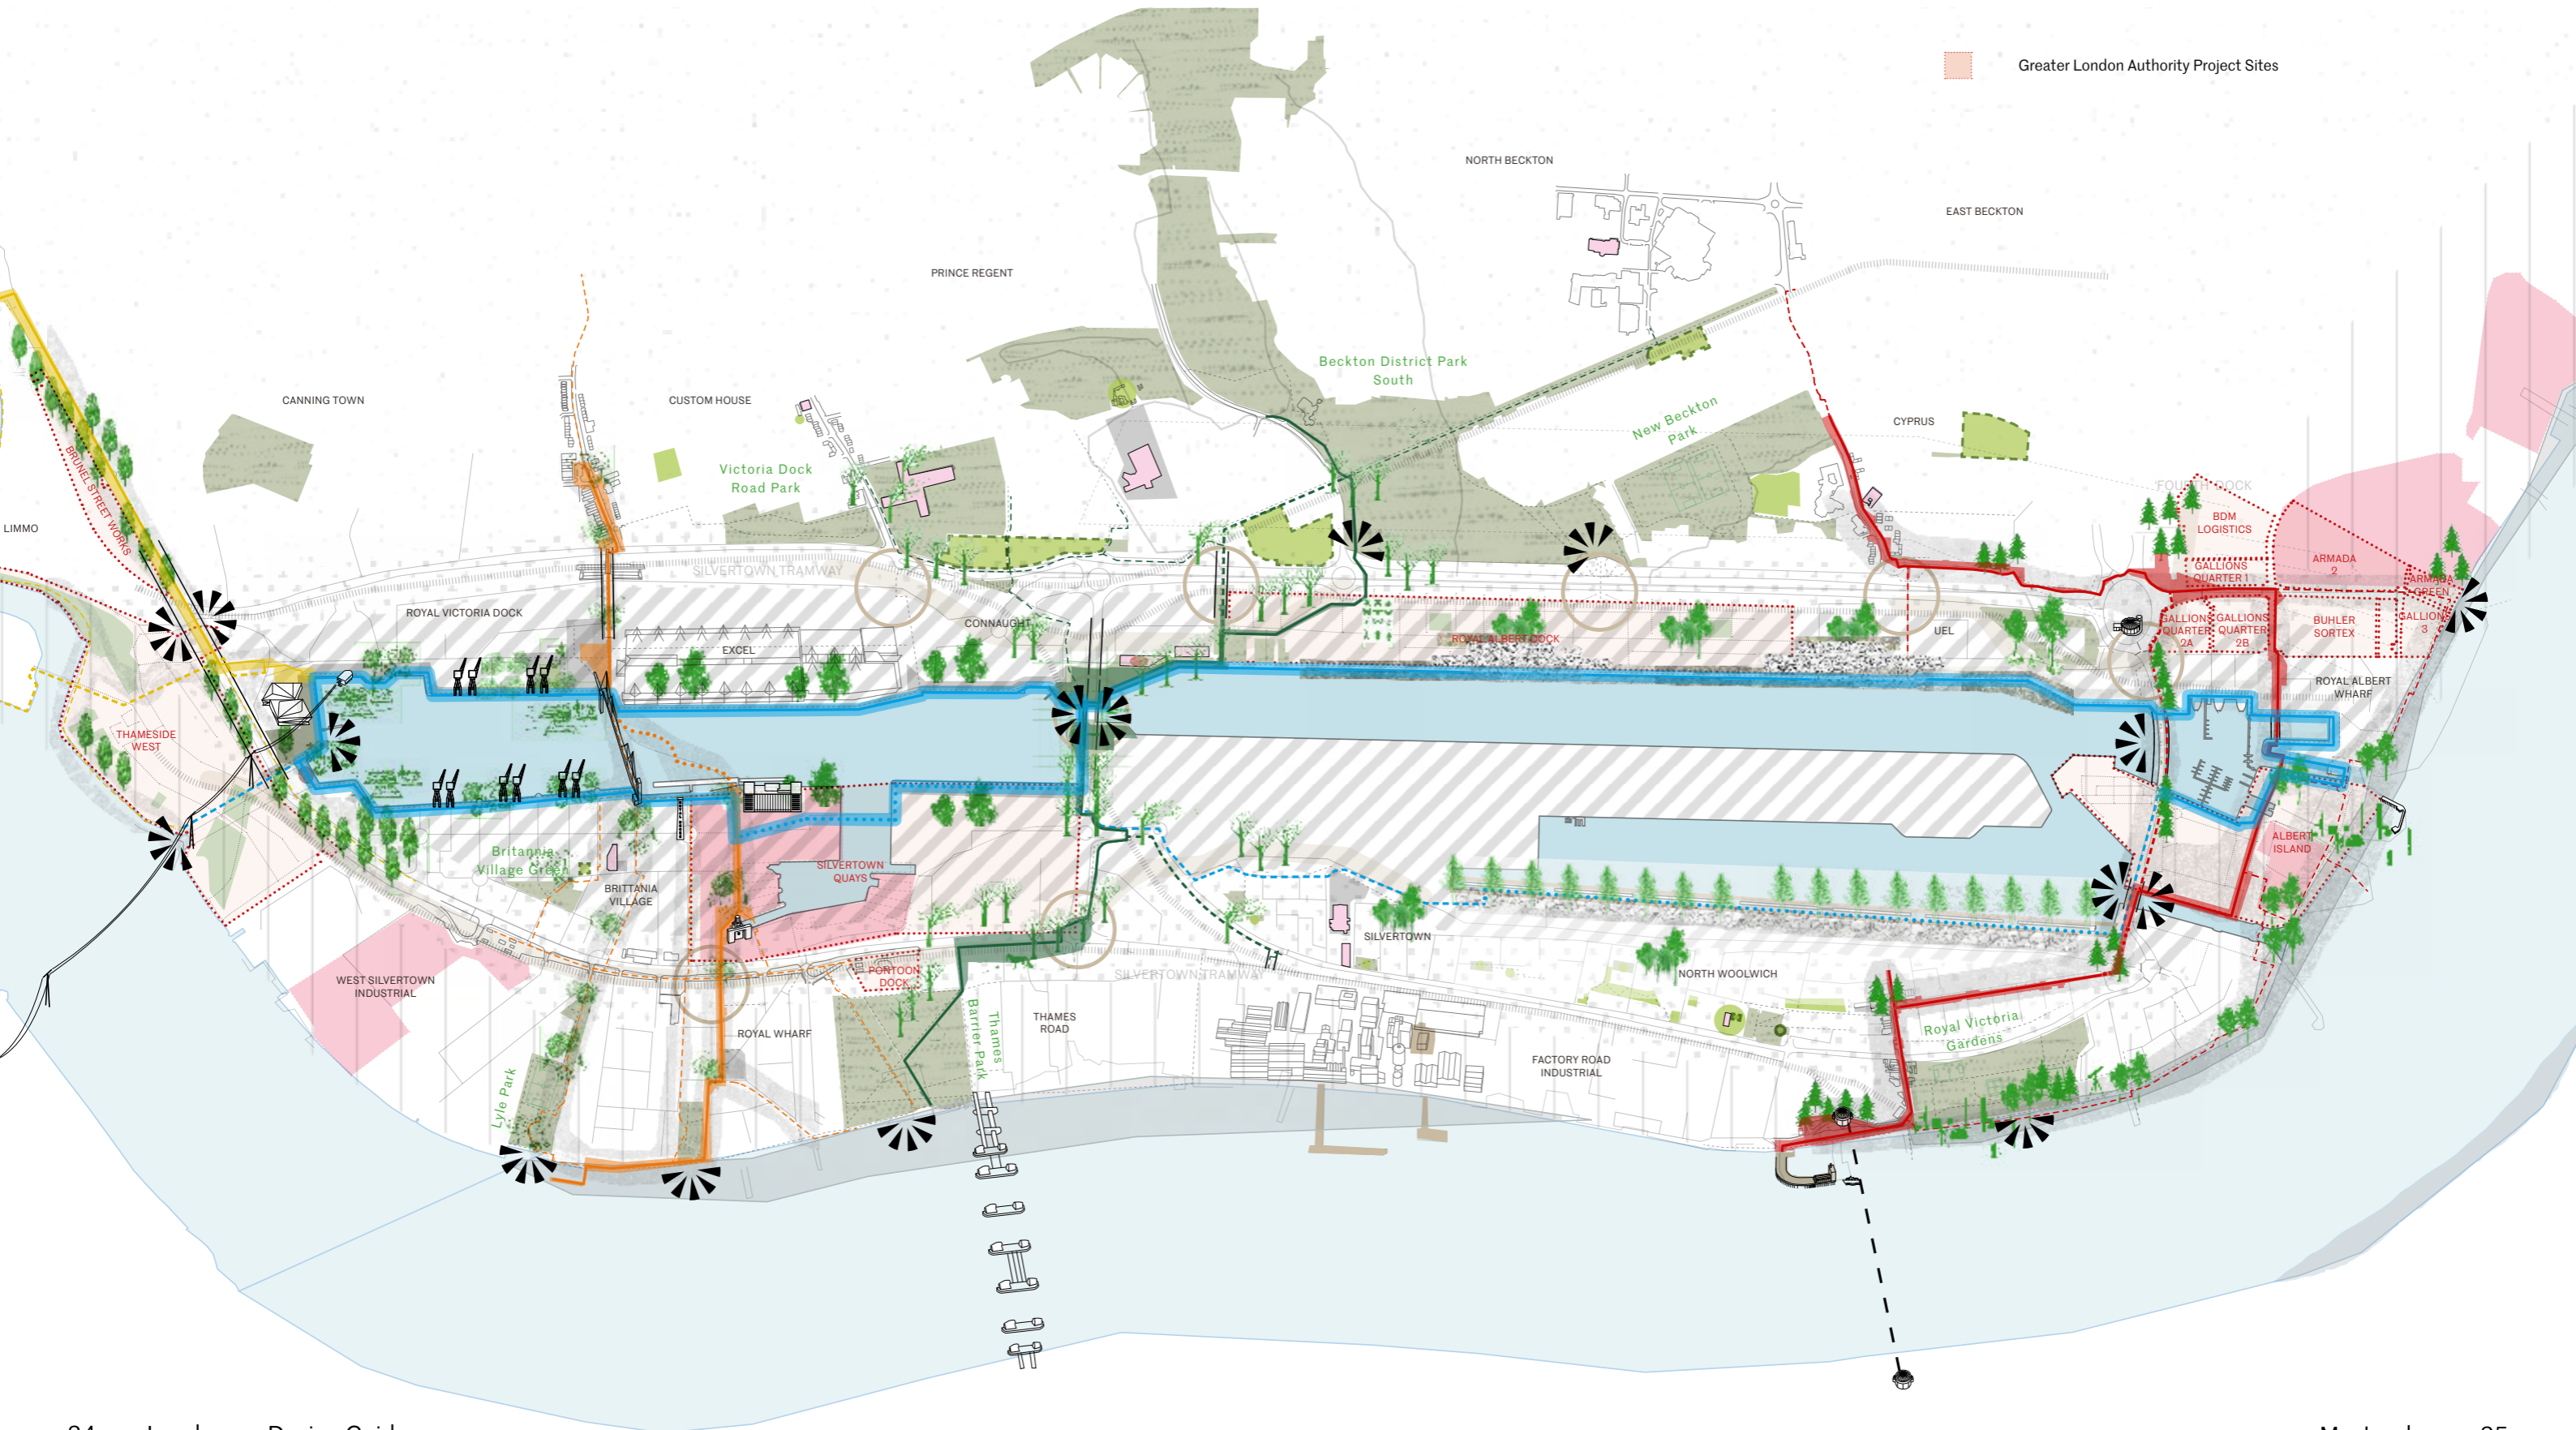 Greater London Authority Project Sites
NORTH BECKTON
EAST BECKTON
PRINCE REGENT
Beckton District Park
South
CANNING TOWN
CUSTOM HOUSE
New Beckton
Park
CYPRUS
Victoria Dock
Road Park
BRUNEL STREET WORKS
LIMMO
FOURTH DOCK
BDM
LOGISTICS
SILVERTOWN TRAMWAY
GALLIONS
QUARTER 1
ARMADA
2
ARMADA
GREEN
ROYAL VICTORIA DOCK
CONNAUGHT
EXCEL
ROYAL ALBERT DOCK
UEL
GALLIONS
QUARTER
2A
GALLIONS
QUARTER
2B
BUHLER
SORTEX
GALLIONS
3
ROYAL ALBERT
WHARF
THAMESIDE
WEST
Britannia
Village Green
BRITTANIA
VILLAGE
SILVERTOWN
QUAYS
ALBERT
ISLAND
SILVERTOWN
WEST SILVERTOWN
INDUSTRIAL
PONTOON
DOCK
SILVERTOWN TRAMWAY
NORTH WOOLWICH
ROYAL WHARF
Thames
Barrier Park
THAMES
ROAD
Royal Victoria
Gardens
FACTORY ROAD
INDUSTRIAL
Lyle Park